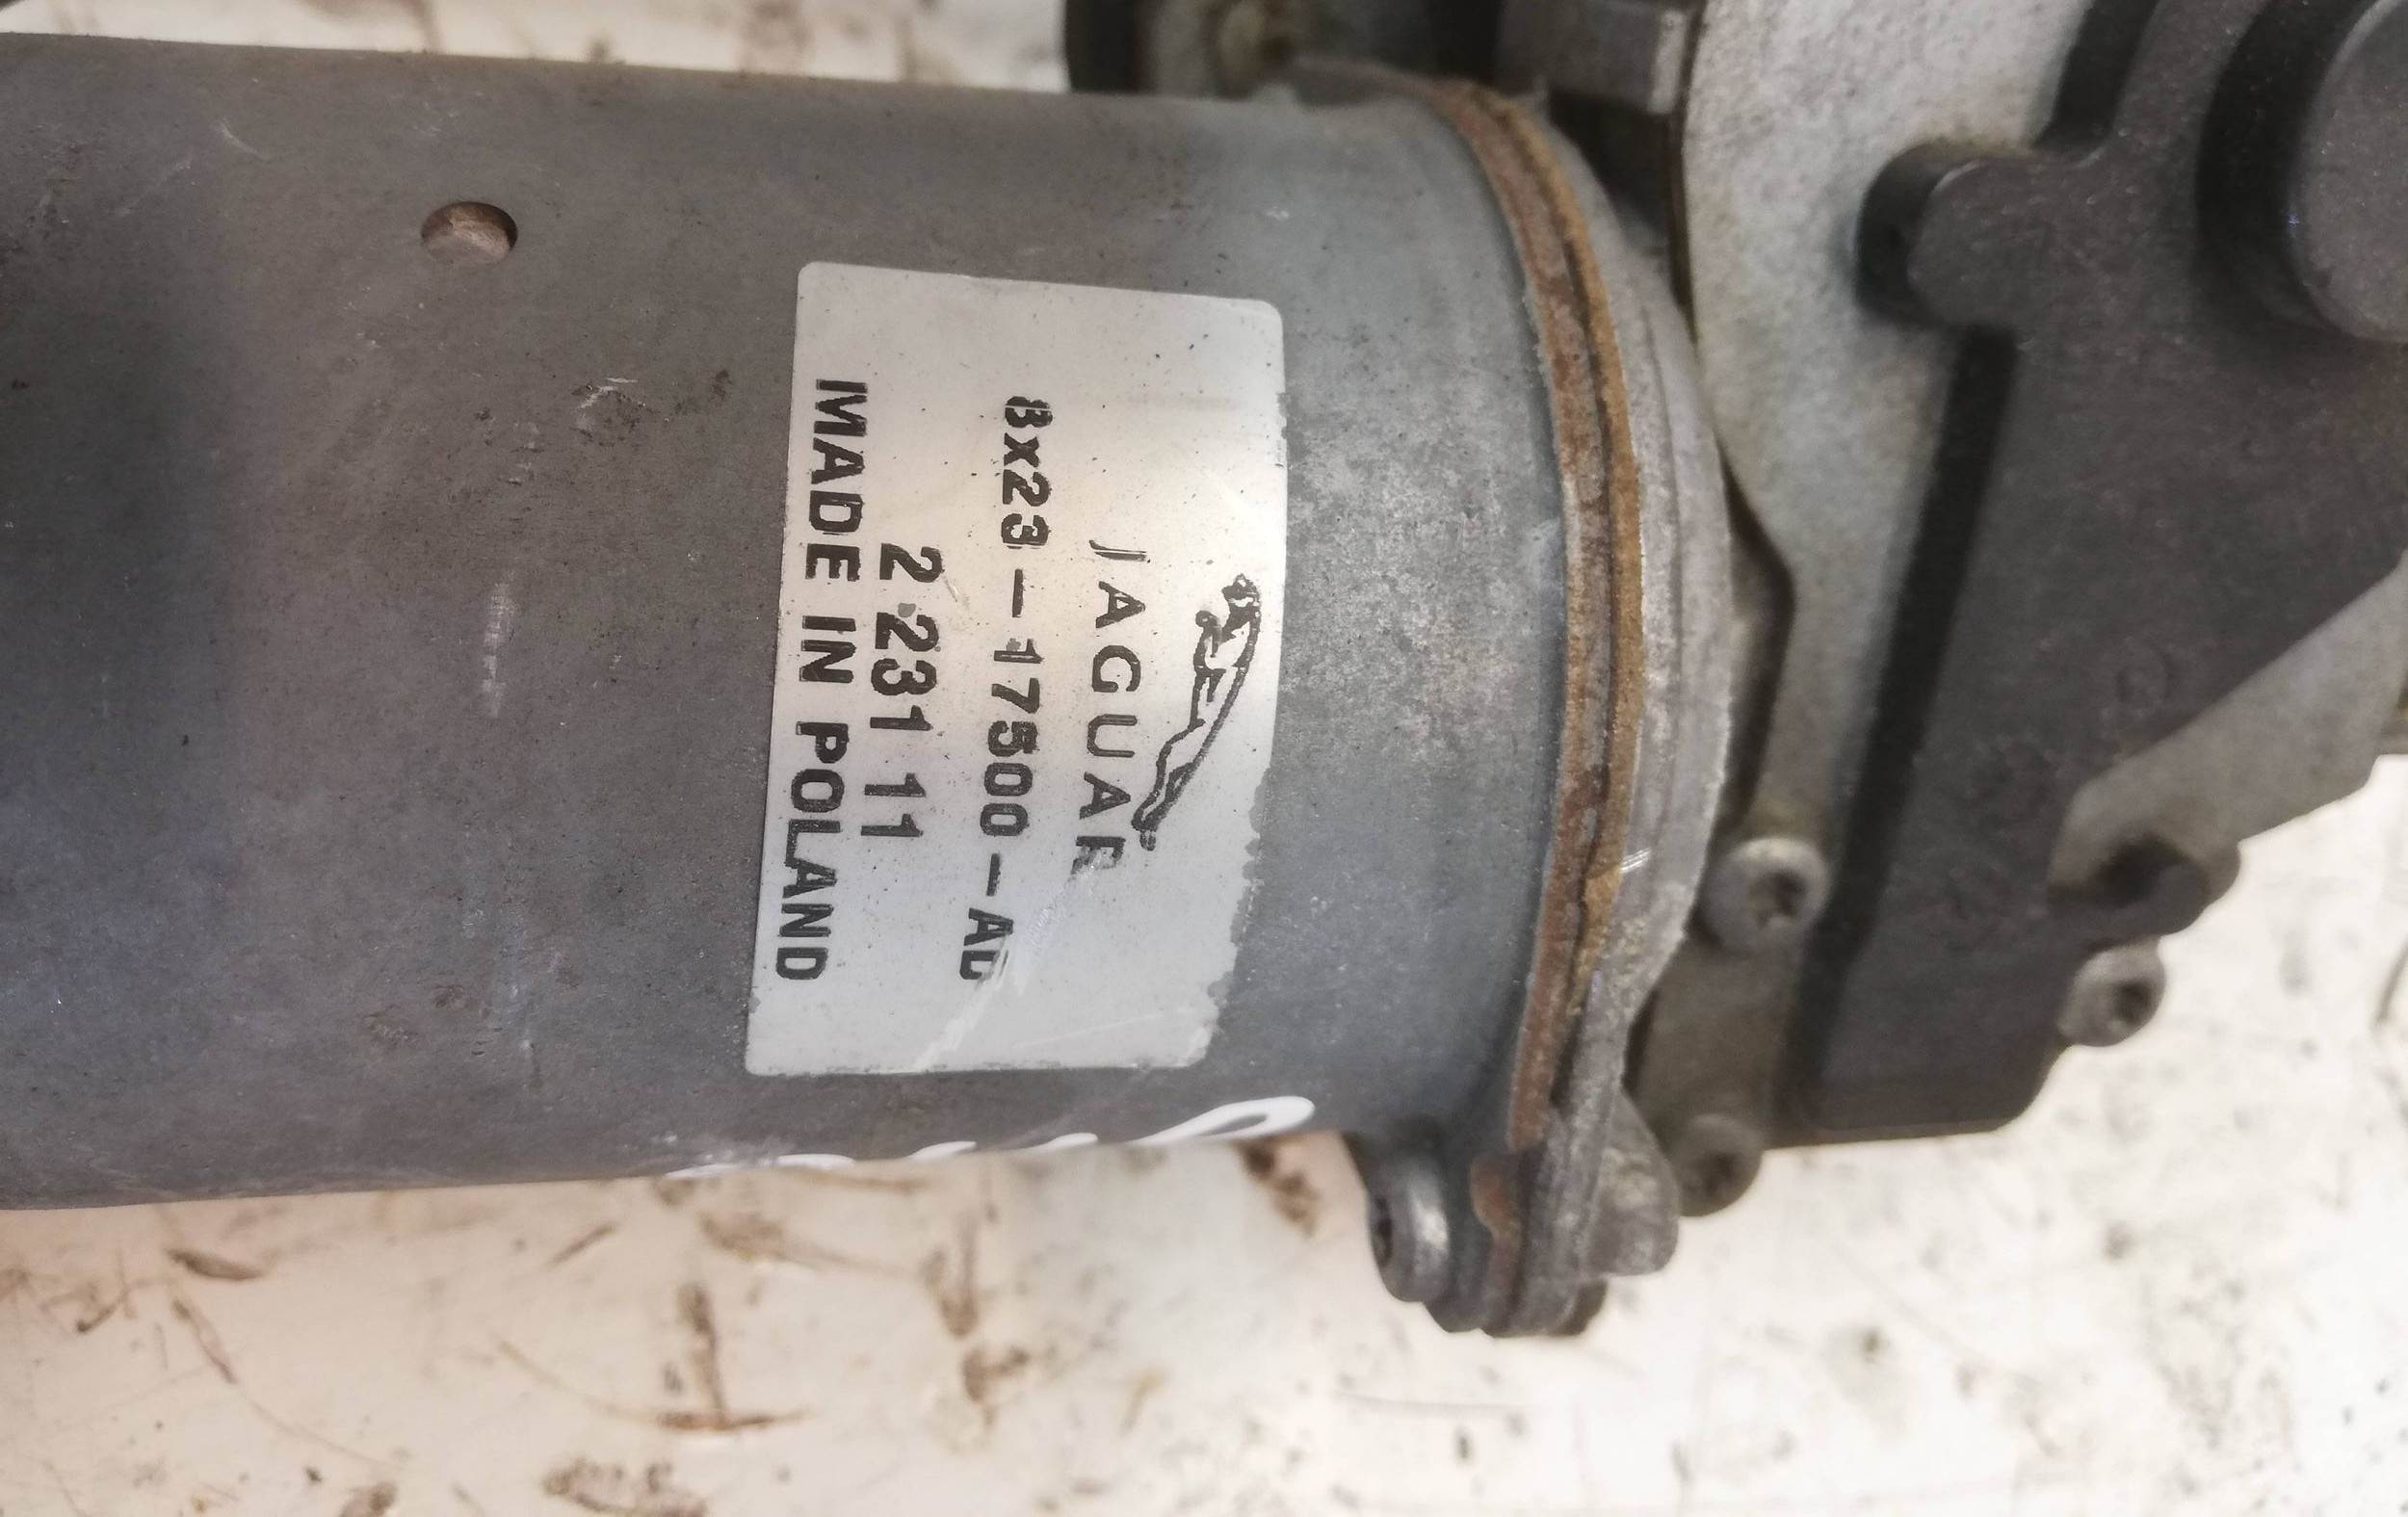 JAGUAR
8x23-17500-AD
2 231 11
MADE IN POLAND